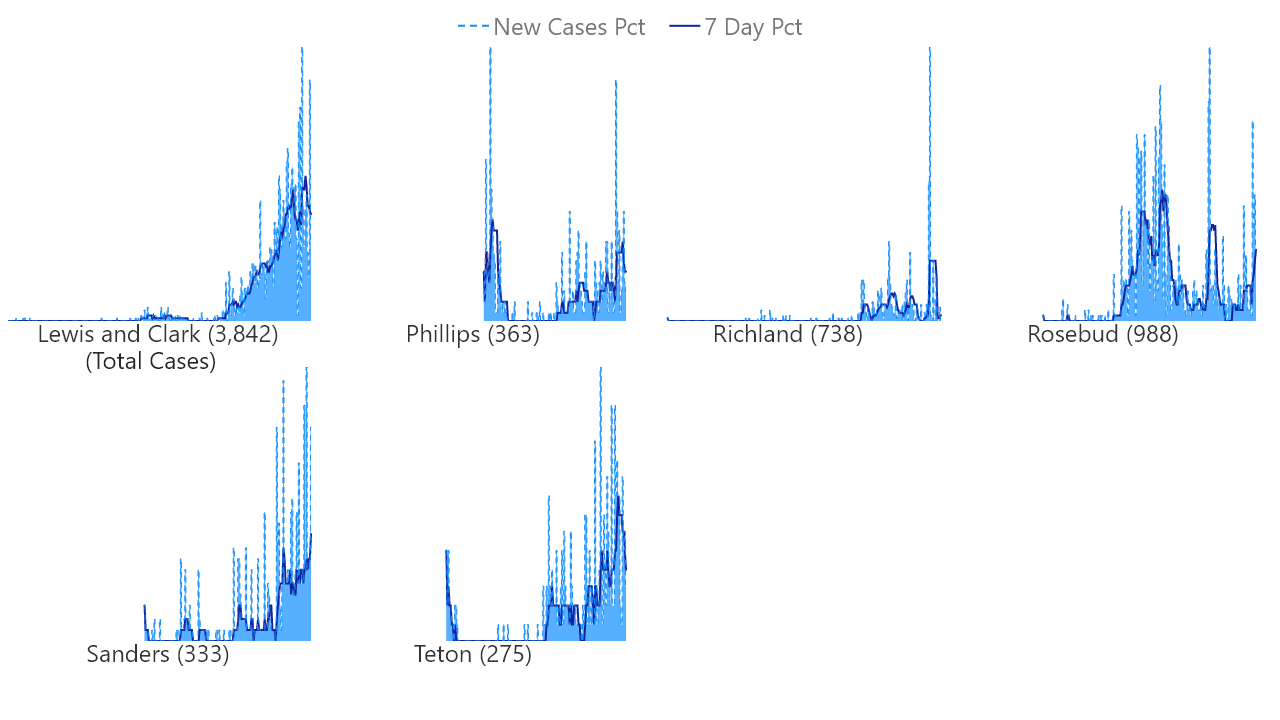 New Cases Pct 7 Day Pct
Lewis and Clark (3,842)
(Total Cases)
Phillips (363)
Richland (738)
Rosebud (988)
Sanders (333)
Teton (275)